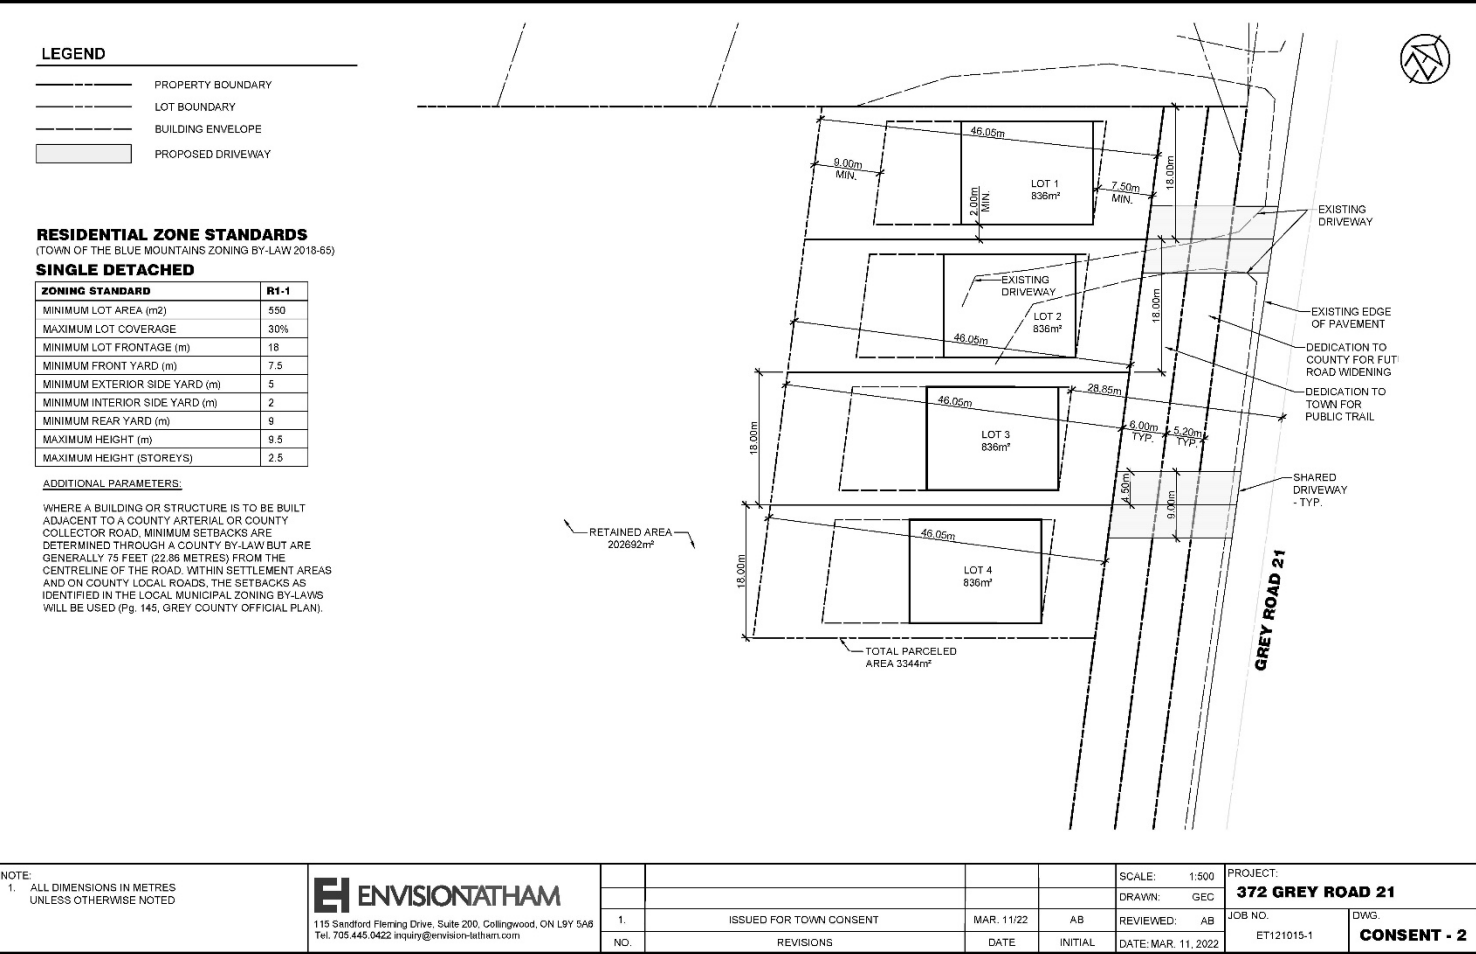 LEGEND
PROPERTY BOUNDARY
LOT BOUNDARY
BUILDING ENVELOPE
PROPOSED DRIVEWAY
RESIDENTIAL ZONE STANDARDS
(TOWN OF THE BLUE MOUNTAINS ZONING BY-LAW 2018-65)
SINGLE DETACHED
ZONING STANDARD R1-1
MINIMUM LOT AREA (m2) 550
MAXIMUM LOT COVERAGE 30%
MINIMUM LOT FRONTAGE (m) 18
MINIMUM FRONT YARD (m) 7.5
MINIMUM EXTERIOR SIDE YARD (m) 5
MINIMUM INTERIOR SIDE YARD (m) 2
MINIMUM REAR YARD (m) 9
MAXIMUM HEIGHT (m) 9.5
MAXIMUM HEIGHT (STOREYS) 2.5
ADDITIONAL PARAMETERS:
WHERE A BUILDING OR STRUCTURE IS TO BE BUILT
ADJACENT TO A COUNTY ARTERIAL OR COUNTY
COLLECTOR ROAD, MINIMUM SETBACKS ARE
DETERMINED THROUGH A COUNTY BY-LAW BUT ARE
GENERALLY 75 FEET (22.86 METRES) FROM THE
CENTRELINE OF THE ROAD. WITHIN SETTLEMENT AREAS
AND ON COUNTY LOCAL ROADS, THE SETBACKS AS
IDENTIFIED IN THE LOCAL MUNICIPAL ZONING BY-LAWS
WILL BE USED (Pg. 145, GREY COUNTY OFFICIAL PLAN).
46.05m
9.00m
MIN.
LOT 1
836m²
2.00m
MIN.
7.50m
MIN.
18.00m
EXISTING
DRIVEWAY
EXISTING
DRIVEWAY
LOT 2
836m²
46.05m
18.00m
EXISTING EDGE
OF PAVEMENT
DEDICATION TO
COUNTY FOR FUT
ROAD WIDENING
DEDICATION TO
TOWN FOR
PUBLIC TRAIL
46.05m
28.85m
18.00m
LOT 3
836m²
6.00m
TYP.
5.20m
TYP.
4.50m
9.00m
SHARED
DRIVEWAY
- TYP.
RETAINED AREA
202692m²
46.05m
18.00m
LOT 4
836m²
TOTAL PARCELED
AREA 3344m²
GREY ROAD 21
NOTE:
1. ALL DIMENSIONS IN METRES
UNLESS OTHERWISE NOTED
ENVISIONTATHAM
115 Sandford Fleming Drive, Suite 200, Collingwood, ON L9Y 5A6
Tel. 705.445.0422 inquiry@envision-tatham.com
1. ISSUED FOR TOWN CONSENT MAR. 11/22 AB
NO. REVISIONS DATE INITIAL
SCALE: 1:500
DRAWN: GEC
REVIEWED: AB
DATE: MAR. 11, 2022
PROJECT:
372 GREY ROAD 21
JOB NO.
ET121015-1
DWG.
CONSENT - 2